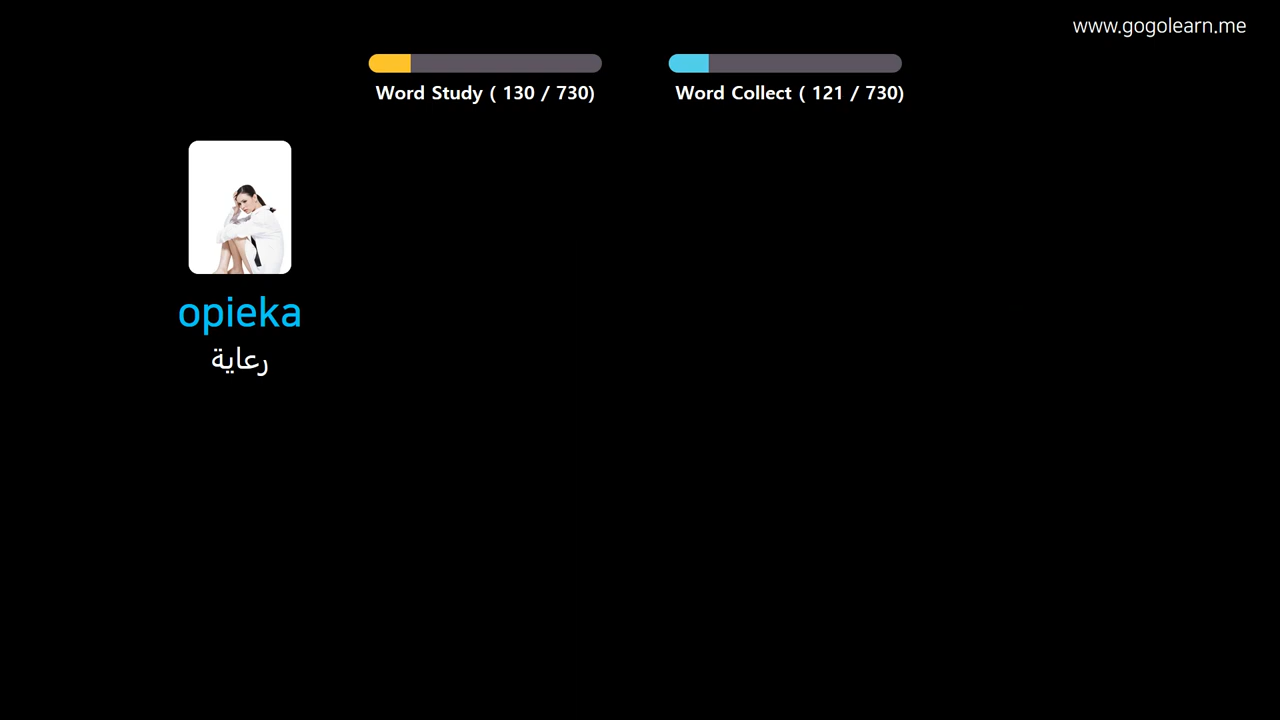 www.gogolearn.me
Word Study ( 130 / 730)
Word Collect ( 121 / 730)
opieka
رعاية